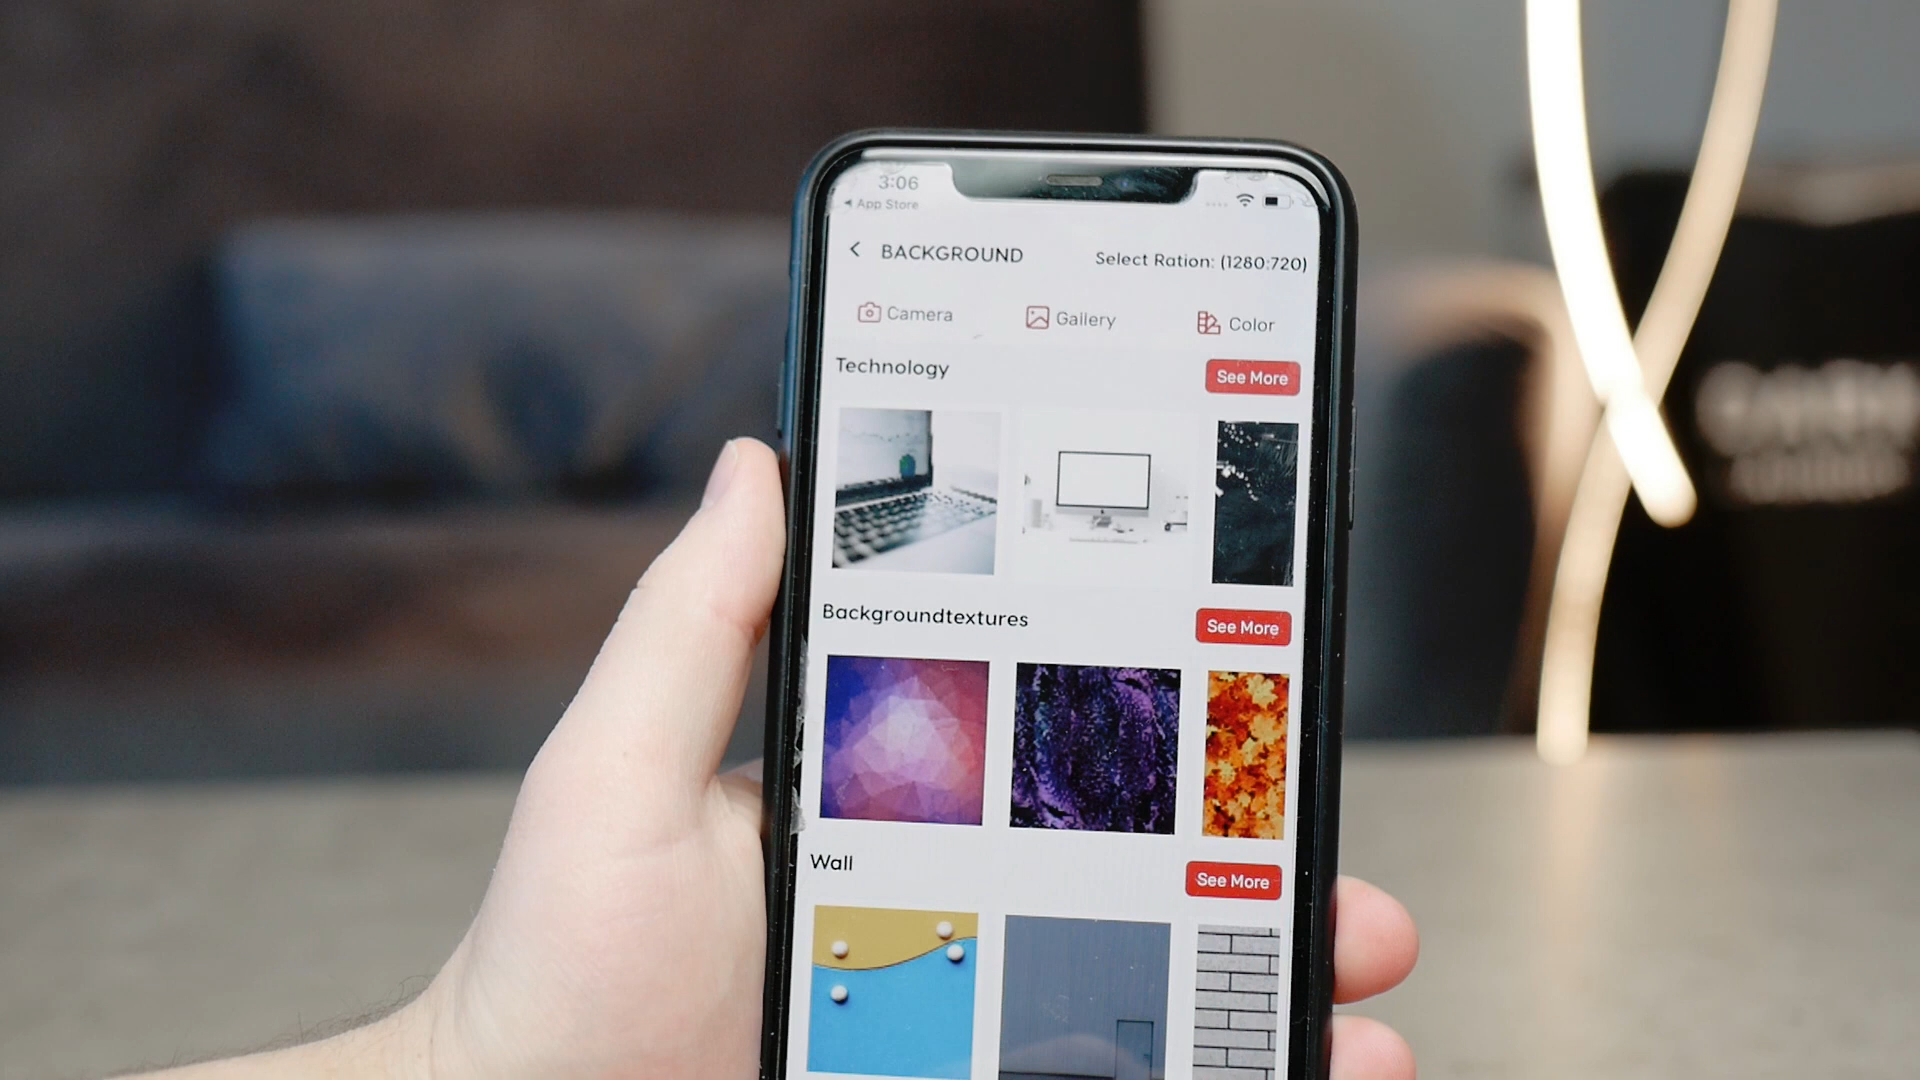 3:06
◂ App Store
BACKGROUND
Select Ration: (1280:720)
Camera
Gallery
Color
Technology
See More
Backgroundtextures
See More
Wall
See More